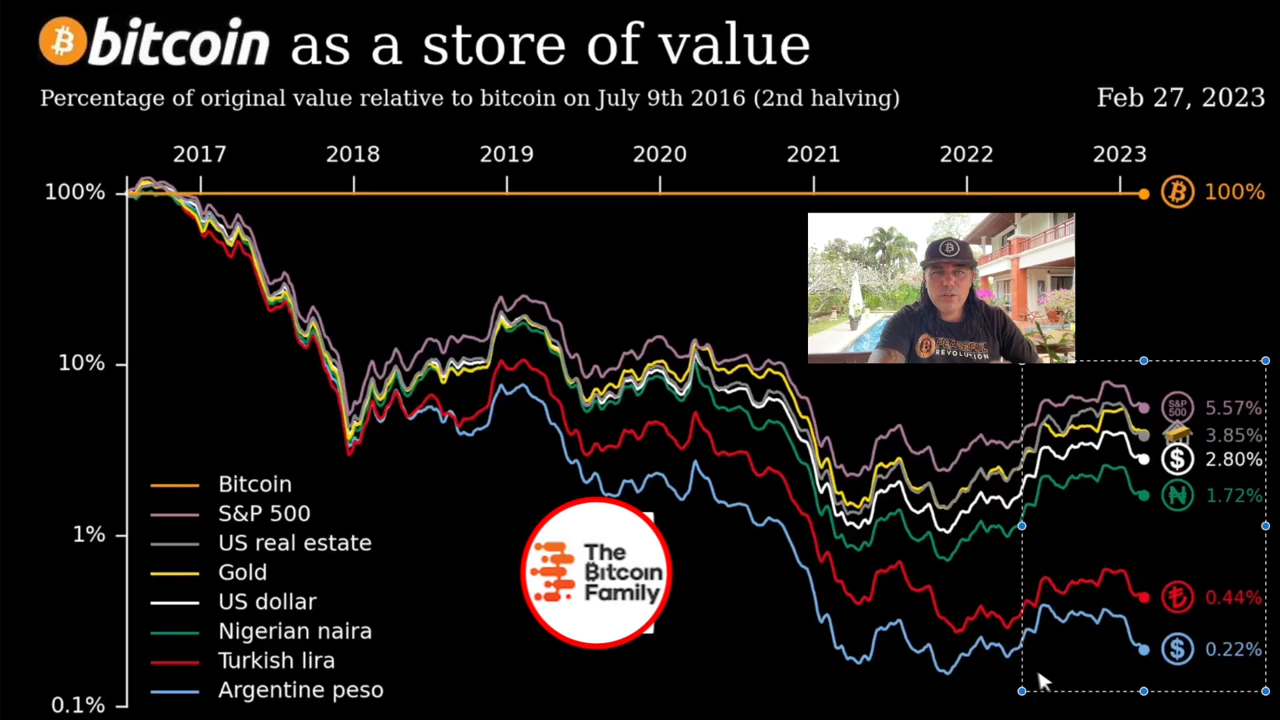 bitcoin as a store of value
Percentage of original value relative to bitcoin on July 9th 2016 (2nd halving)
Feb 27, 2023
2017 2018 2019 2020 2021 2022 2023
100%
10%
1%
0.1%
100%
S&P 500 5.57%
3.85%
$ 2.80%
₦ 1.72%
₺ 0.44%
$ 0.22%
Bitcoin
S&P 500
US real estate
Gold
US dollar
Nigerian naira
Turkish lira
Argentine peso
The
Bitcoin
Family
REVOLUTION